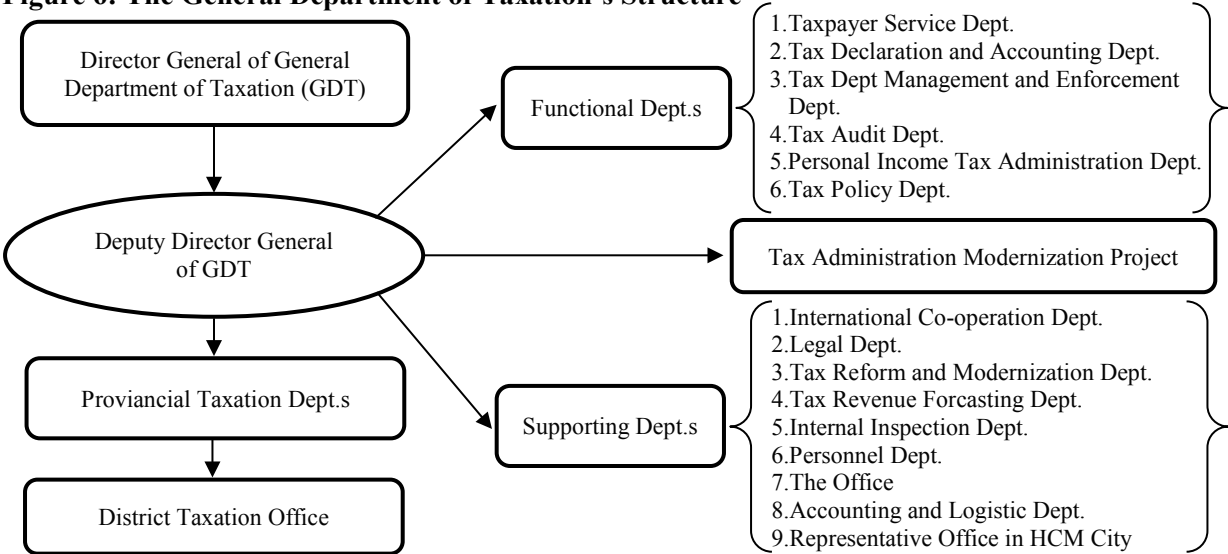 Figure 6: The General Department of Taxation's Structure
Director General of General
Department of Taxation (GDT)
Deputy Director General
of GDT
Proviancial Taxation Dept.s
District Taxation Office
Functional Dept.s
1.Taxpayer Service Dept.
2.Tax Declaration and Accounting Dept.
3.Tax Dept Management and Enforcement
Dept.
4.Tax Audit Dept.
5.Personal Income Tax Administration Dept.
6.Tax Policy Dept.
Tax Administration Modernization Project
Supporting Dept.s
1.International Co-operation Dept.
2.Legal Dept.
3.Tax Reform and Modernization Dept.
4.Tax Revenue Forcasting Dept.
5.Internal Inspection Dept.
6.Personnel Dept.
7.The Office
8.Accounting and Logistic Dept.
9.Representative Office in HCM City